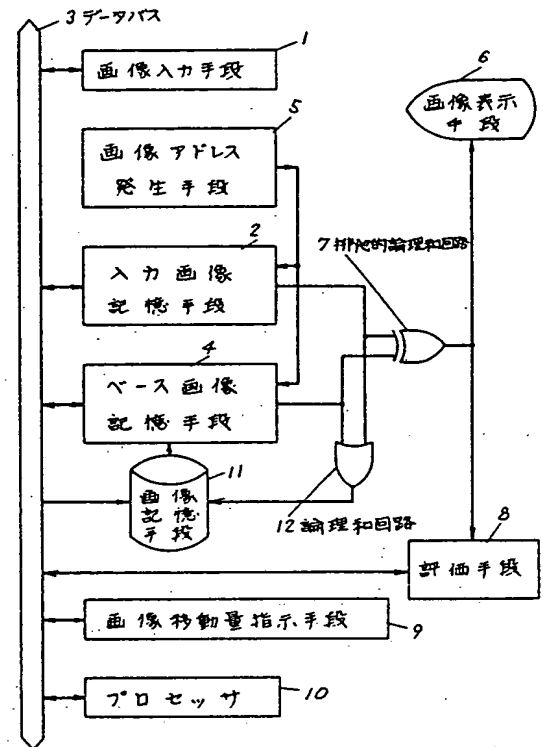 3 データバス
1
画像入力手段
5
画像アドレス
発生手段
2
入力画像
記憶手段
4
ベース画像
記憶手段
11
画像
記憶
手段
6
画像表示
手段
7 排他的論理和回路
12 論理和回路
8
評価手段
画像移動量指示手段
9
プロセッサ
10